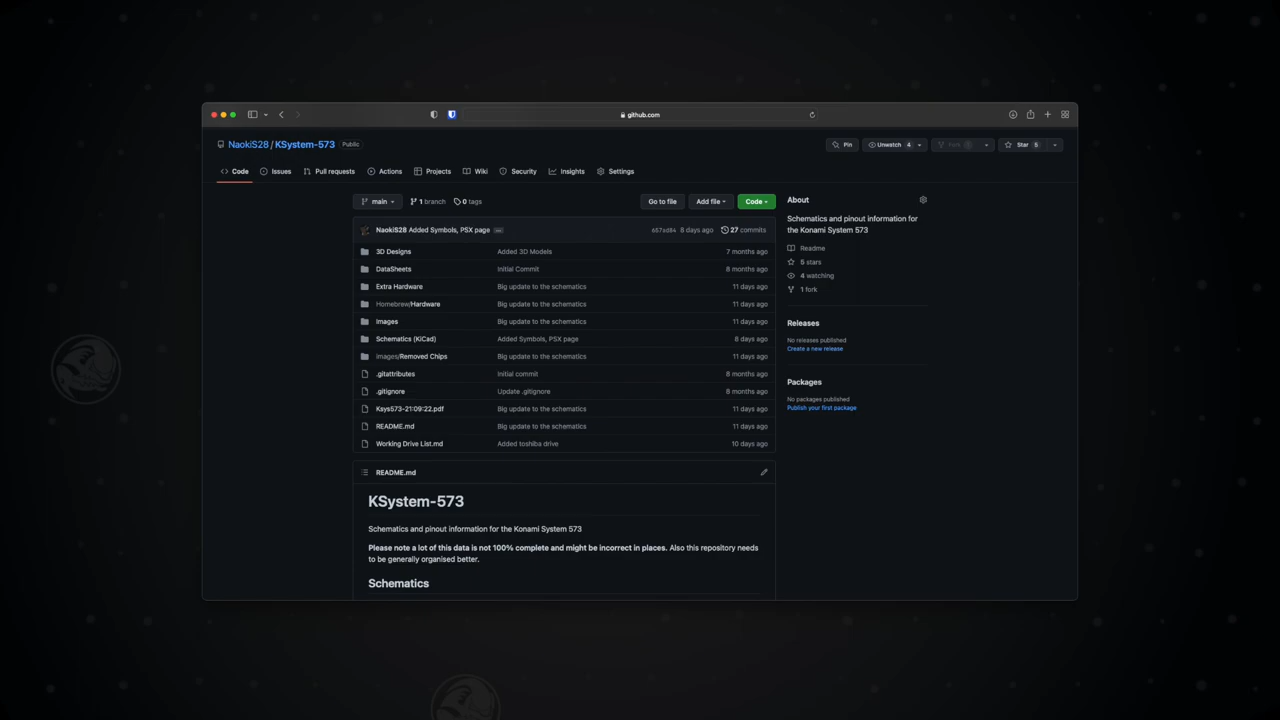 github.com
NaokiS28 / KSystem-573 Public
Pin Unwatch 4 Star 5
Code Issues Pull requests Actions Projects Wiki Security Insights Settings
main 1 branch 0 tags Go to file Add file Code
NaokiS28 Added Symbols, PSX page 8 days ago 27 commits
3D Designs Added 3D Models 7 months ago
DataSheets Initial Commit 8 months ago
Extra Hardware Big update to the schematics 11 days ago
Homebrew/Hardware Big update to the schematics 11 days ago
Images Big update to the schematics 11 days ago
Schematics (KiCad) Added Symbols, PSX page 8 days ago
images/Removed Chips Big update to the schematics 11 days ago
.gitattributes Initial commit 8 months ago
.gitignore Update .gitignore 8 months ago
Ksys573-21:09:22.pdf Big update to the schematics 11 days ago
README.md Big update to the schematics 11 days ago
Working Drive List.md Added toshiba drive 10 days ago
README.md
KSystem-573
Schematics and pinout information for the Konami System 573
Please note a lot of this data is not 100% complete and might be incorrect in places. Also this repository needs
to be generally organised better.
Schematics
About
Schematics and pinout information for
the Konami System 573
Readme
5 stars
4 watching
1 fork
Releases
No releases published
Create a new release
Packages
No packages published
Publish your first package